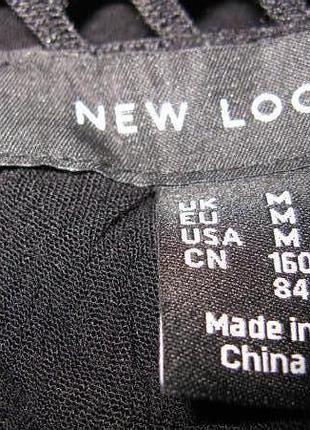 NEW LOO
UK M
EU M
USA M
CN 160
84
Made in
China